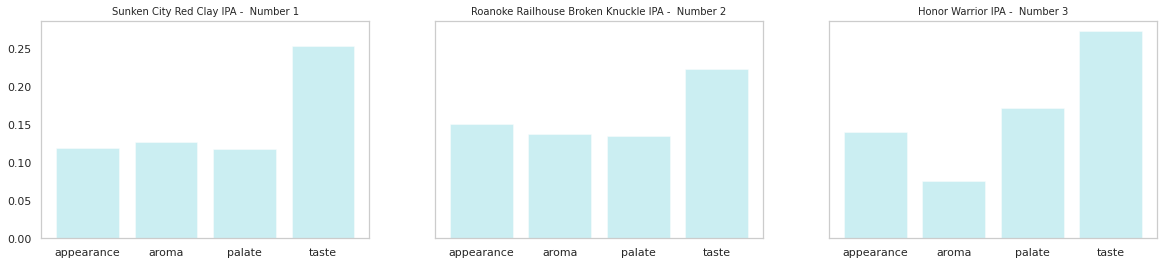 Sunken City Red Clay IPA -  Number 1
Roanoke Railhouse Broken Knuckle IPA -  Number 2
Honor Warrior IPA -  Number 3
0.25
0.20
0.15
0.10
0.05
0.00
appearance aroma palate taste
appearance aroma palate taste
appearance aroma palate taste